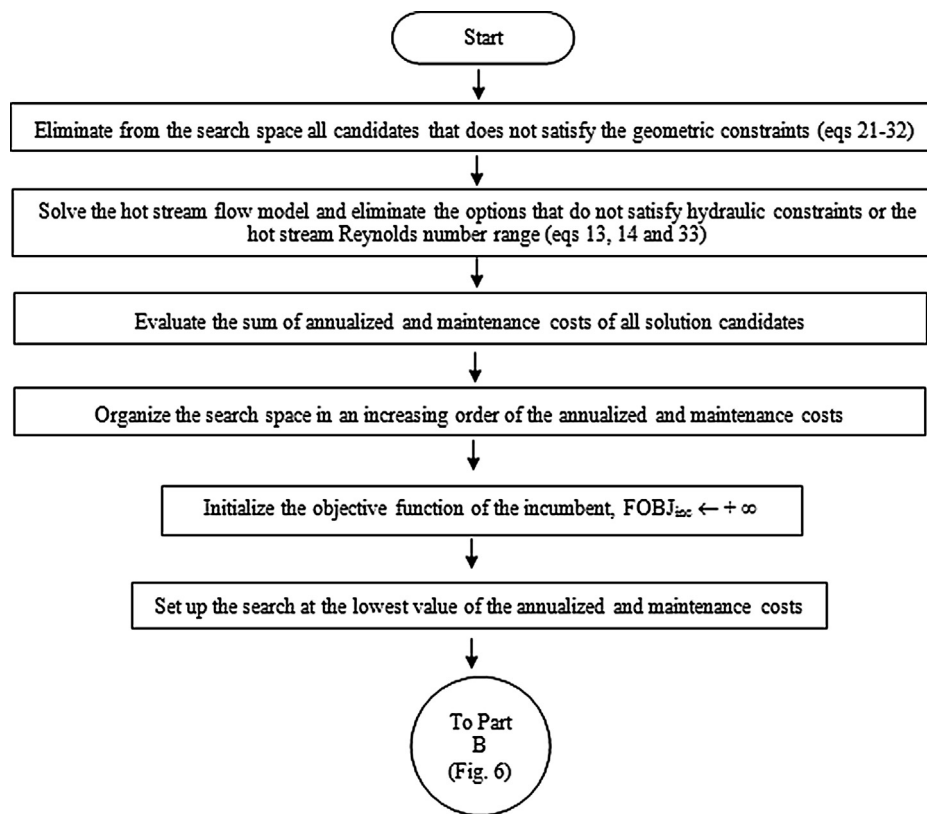 Start
Eliminate from the search space all candidates that does not satisfy the geometric constraints (eqs 21-32)
Solve the hot stream flow model and eliminate the options that do not satisfy hydraulic constraints or the
hot stream Reynolds number range (eqs 13, 14 and 33)
Evaluate the sum of annualized and maintenance costs of all solution candidates
Organize the search space in an increasing order of the annualized and maintenance costs
Initialize the objective function of the incumbent, FOBJinc ← + ∞
Set up the search at the lowest value of the annualized and maintenance costs
To Part
B
(Fig. 6)